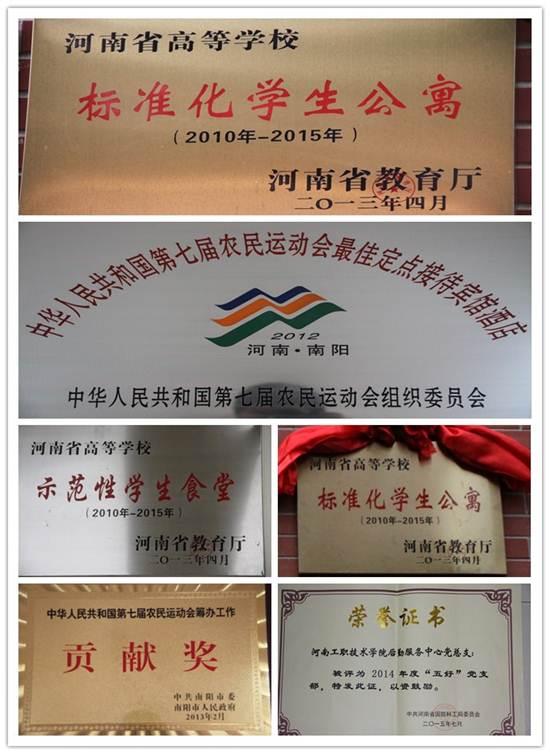 河南省高等学校
标准化学生公寓
(2010年-2015年)
河南省教育厅
二〇一三年四月
中华人民共和国第七届农民运动会最佳定点接待宾馆酒店
2012
河南·南阳
中华人民共和国第七届农民运动会组织委员会
河南省高等学校
示范性学生食堂
(2010年-2015年)
河南省教育厅
二〇一三年四月
河南省高等学校
标准化学生公寓
(2010年-2015年)
河南省教育厅
二〇一三年四月
中华人民共和国第七届农民运动会筹办工作
贡献奖
中共南阳市委
南阳市人民政府
2013年2月
荣誉证书
河南工职技术学院后勤服务中心党总支:
被评为2014年度“五好”党支
部,特发此证,以资鼓励。
中共河南省国防科工局委员会
二〇一五年七月